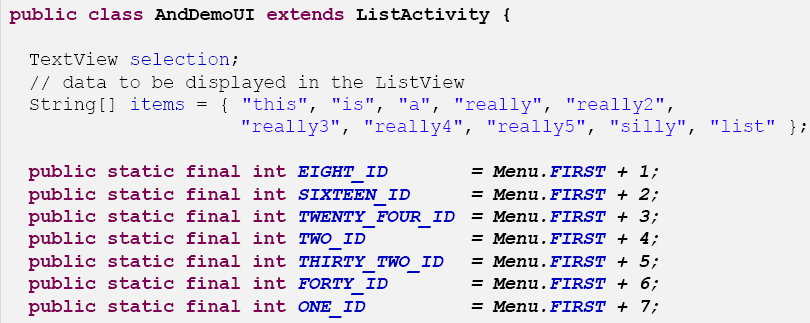 public class AndDemoUI extends ListActivity {
TextView selection;
// data to be displayed in the ListView
String[] items = { "this", "is", "a", "really", "really2",
"really3", "really4", "really5", "silly", "list" };
public static final int EIGHT_ID = Menu.FIRST + 1;
public static final int SIXTEEN_ID = Menu.FIRST + 2;
public static final int TWENTY_FOUR_ID = Menu.FIRST + 3;
public static final int TWO_ID = Menu.FIRST + 4;
public static final int THIRTY_TWO_ID = Menu.FIRST + 5;
public static final int FORTY_ID = Menu.FIRST + 6;
public static final int ONE_ID = Menu.FIRST + 7;